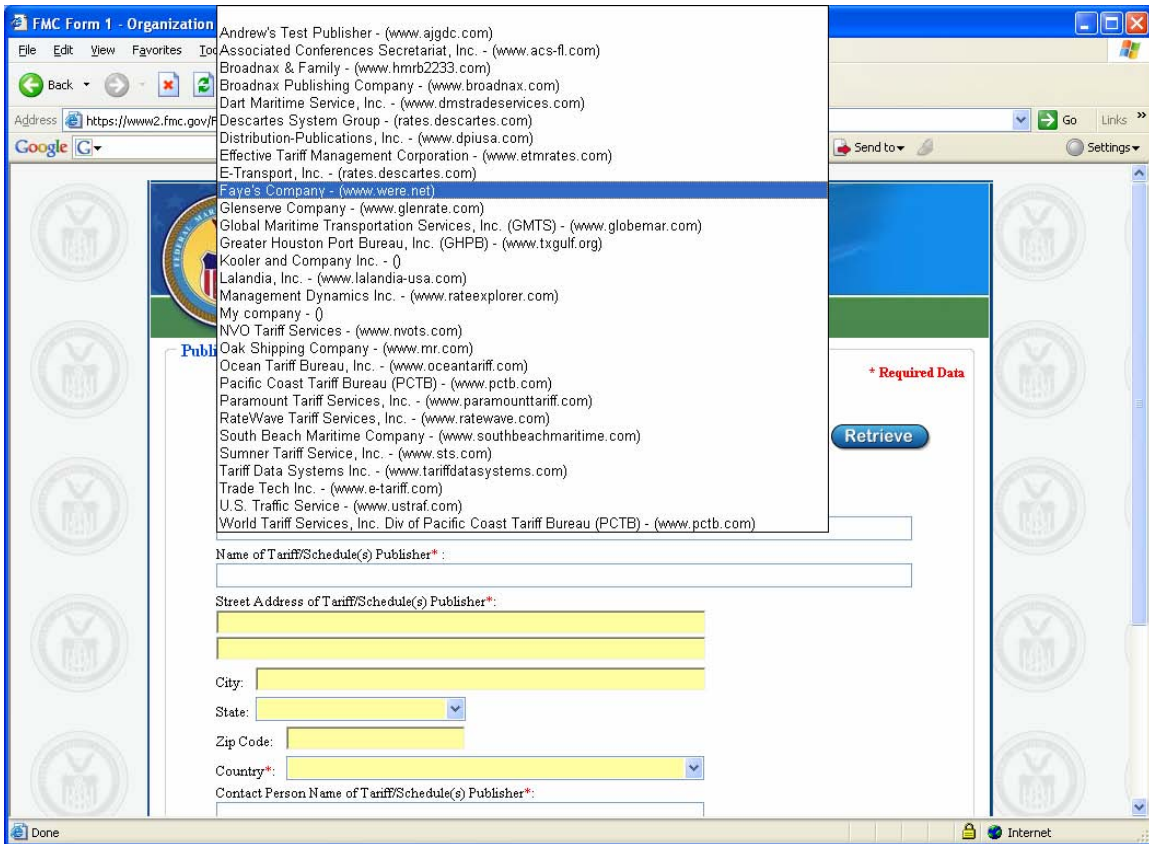 FMC Form 1 - Organization
File Edit View Favorites Too
Back
Address https://www2.fmc.gov/F Go Links »
Google G Send to Settings
Andrew's Test Publisher - (www.ajgdc.com)
Associated Conferences Secretariat, Inc. - (www.acs-fl.com)
Broadnax & Family - (www.hmrb2233.com)
Broadnax Publishing Company - (www.broadnax.com)
Dart Maritime Service, Inc. - (www.dmstradeservices.com)
Descartes System Group - (rates.descartes.com)
Distribution-Publications, Inc. - (www.dpiusa.com)
Effective Tariff Management Corporation - (www.etmrates.com)
E-Transport, Inc. - (rates.descartes.com)
Faye's Company - (www.were.net)
Glenserve Company - (www.glenrate.com)
Global Maritime Transportation Services, Inc. (GMTS) - (www.globemar.com)
Greater Houston Port Bureau, Inc. (GHPB) - (www.txgulf.org)
Kooler and Company Inc. - ()
Lalandia, Inc. - (www.lalandia-usa.com)
Management Dynamics Inc. - (www.rateexplorer.com)
My company - ()
NVO Tariff Services - (www.nvots.com)
Oak Shipping Company - (www.mr.com)
Ocean Tariff Bureau, Inc. - (www.oceantariff.com)
Pacific Coast Tariff Bureau (PCTB) - (www.pctb.com)
Paramount Tariff Services, Inc. - (www.paramounttariff.com)
RateWave Tariff Services, Inc. - (www.ratewave.com)
South Beach Maritime Company - (www.southbeachmaritime.com)
Sumner Tariff Service, Inc. - (www.sts.com)
Tariff Data Systems Inc. - (www.tariffdatasystems.com)
Trade Tech Inc. - (www.e-tariff.com)
U.S. Traffic Service - (www.ustraf.com)
World Tariff Services, Inc. Div of Pacific Coast Tariff Bureau (PCTB) - (www.pctb.com)
Publi
* Required Data
Retrieve
Name of Tariff/Schedule(s) Publisher* :
Street Address of Tariff/Schedule(s) Publisher*:
City:
State:
Zip Code:
Country*:
Contact Person Name of Tariff/Schedule(s) Publisher*:
Done Internet